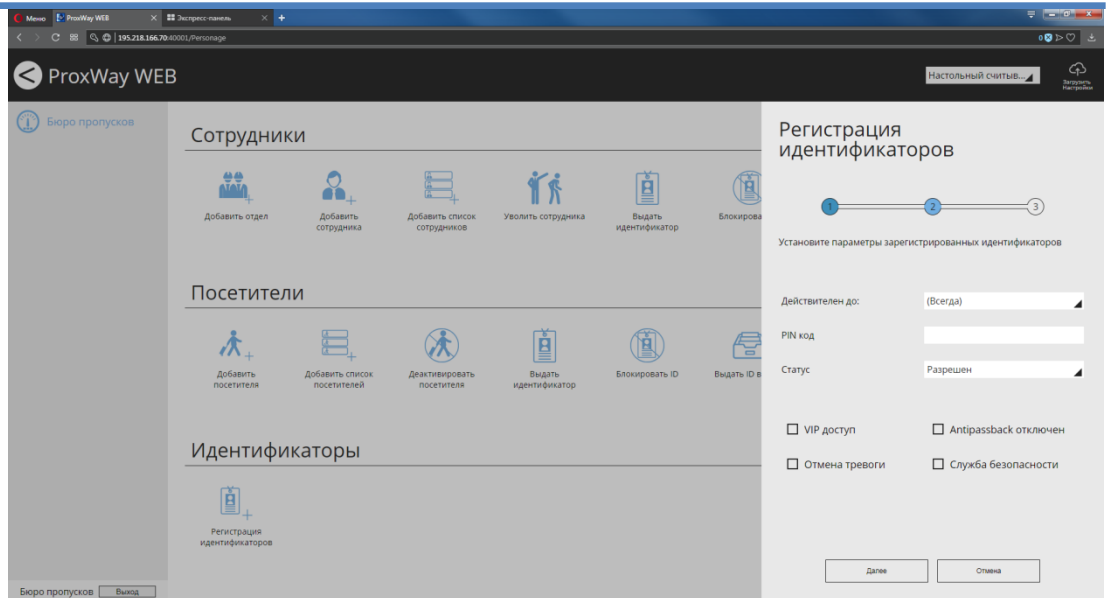 Меню
ProxWay WEB
Экспресс-панель
195.218.166.70:40001/Personage
0
ProxWay WEB
Настольный считыв...
Загрузить
Настройки
Бюро пропусков
Сотрудники
Добавить отдел
Добавить
сотрудника
Добавить список
сотрудников
Уволить сотрудника
Выдать
идентификатор
Блокирова
Посетители
Добавить
посетителя
Добавить список
посетителей
Деактивировать
посетителя
Выдать
идентификатор
Блокировать ID
Выдать ID в
Идентификаторы
Регистрация
идентификаторов
Бюро пропусков
Выход
Регистрация
идентификаторов
1 2 3
Установите параметры зарегистрированных идентификаторов
Действителен до: (Всегда)
PIN код
Статус Разрешен
VIP доступ Antipassback отключен
Отмена тревоги Служба безопасности
Далее Отмена